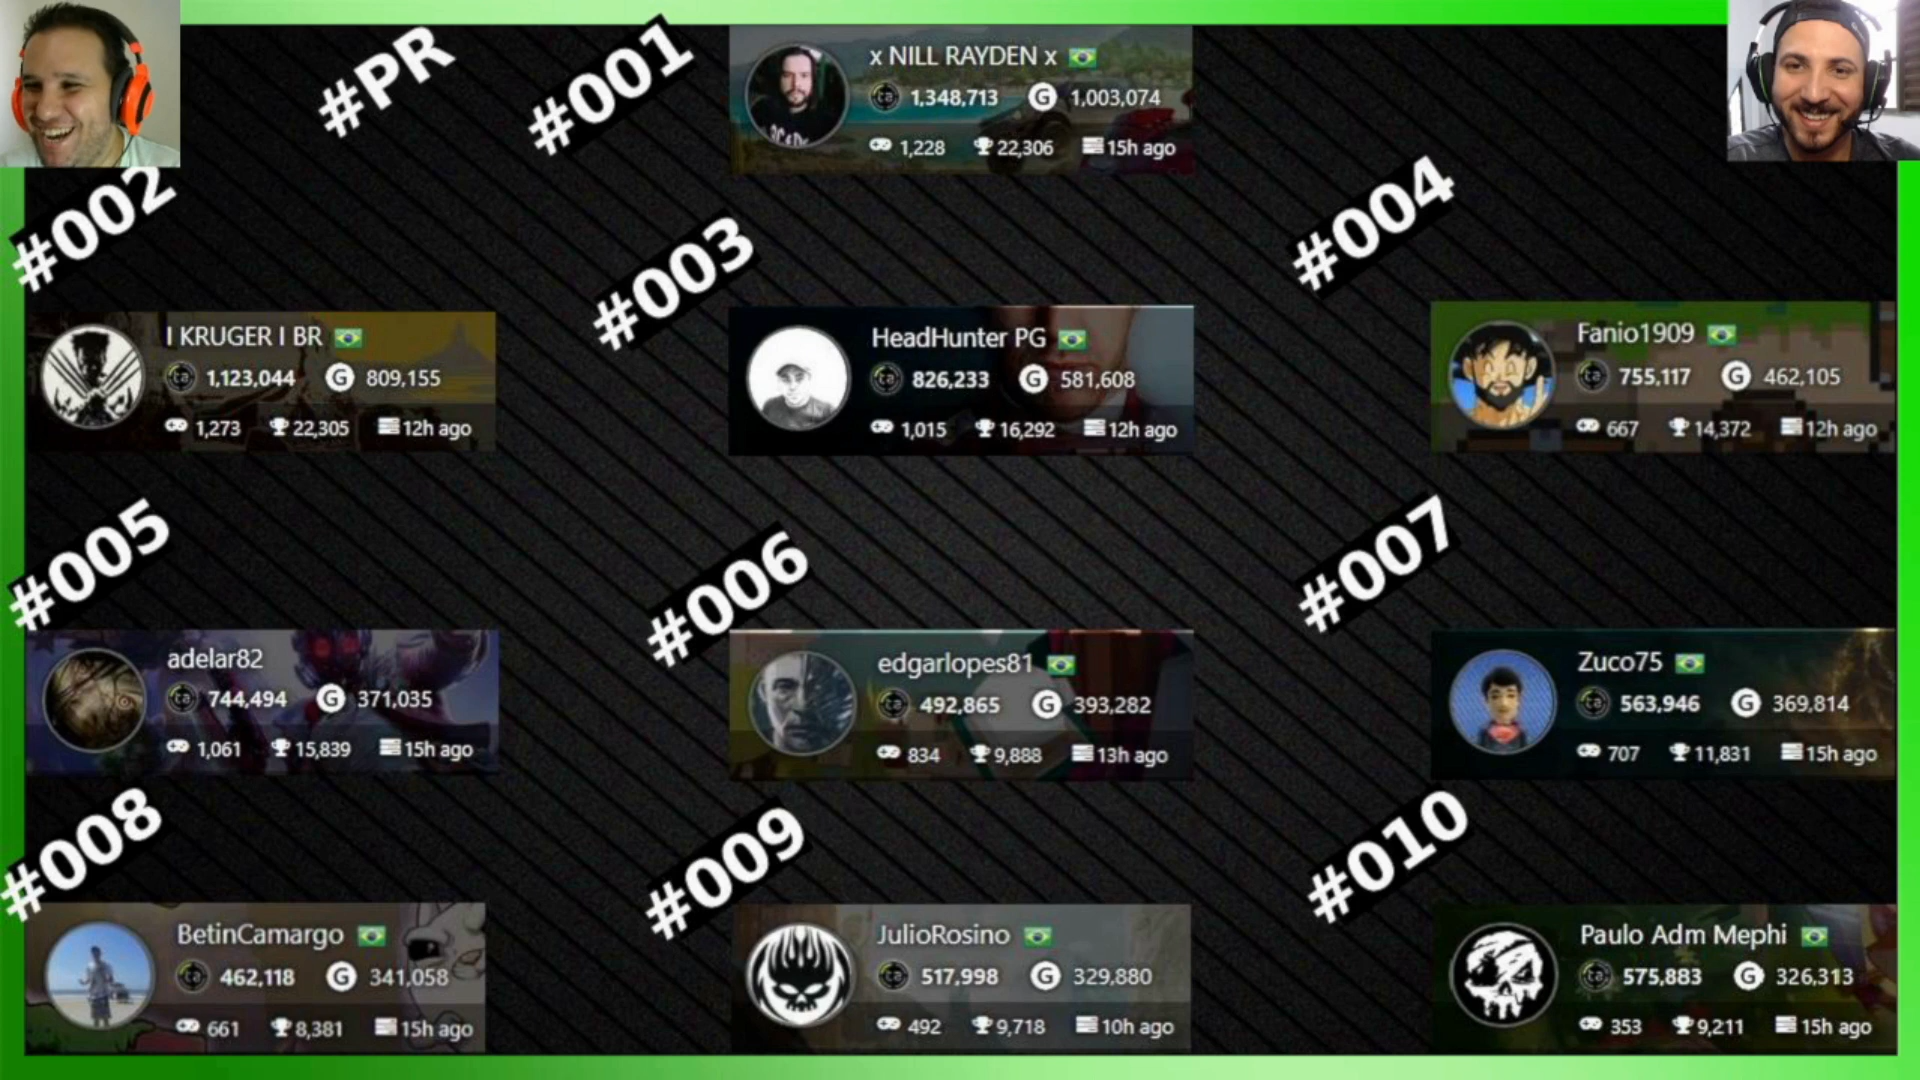 #PR
#001
x NILL RAYDEN x
1,348,713 G 1,003,074
1,228 22,306 15h ago
#002
I KRUGER I BR
1,123,044 G 809,155
1,273 22,305 12h ago
#003
HeadHunter PG
826,233 G 581,608
1,015 16,292 12h ago
#004
Fanio1909
755,117 G 462,105
667 14,372 12h ago
#005
adelar82
744,494 G 371,035
1,061 15,839 15h ago
#006
edgarlopes81
492,865 G 393,282
834 9,888 13h ago
#007
Zuco75
563,946 G 369,814
707 11,831 15h ago
#008
BetinCamargo
462,118 G 341,058
661 8,381 15h ago
#009
JulioRosino
517,998 G 329,880
492 9,718 10h ago
#010
Paulo Adm Mephi
575,883 G 326,313
353 9,211 15h ago